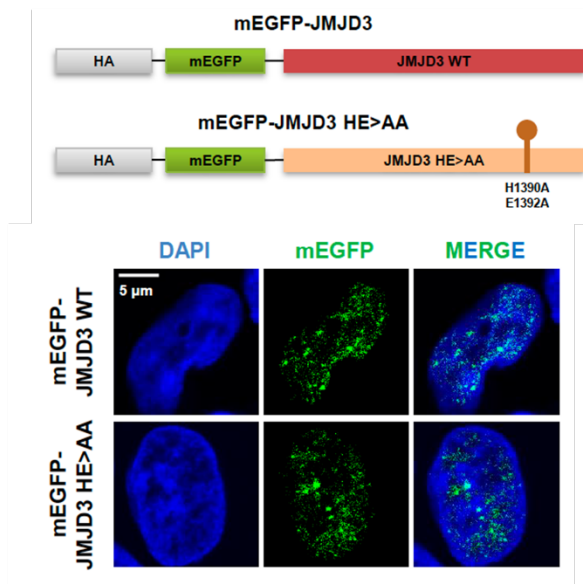 mEGFP-JMJD3
HA
mEGFP
JMJD3 WT
mEGFP-JMJD3 HE>AA
HA
mEGFP
JMJD3 HE>AA
H1390A
E1392A
DAPI
mEGFP
MERGE
5 μm
mEGFP-
JMJD3 WT
mEGFP-
JMJD3 HE>AA